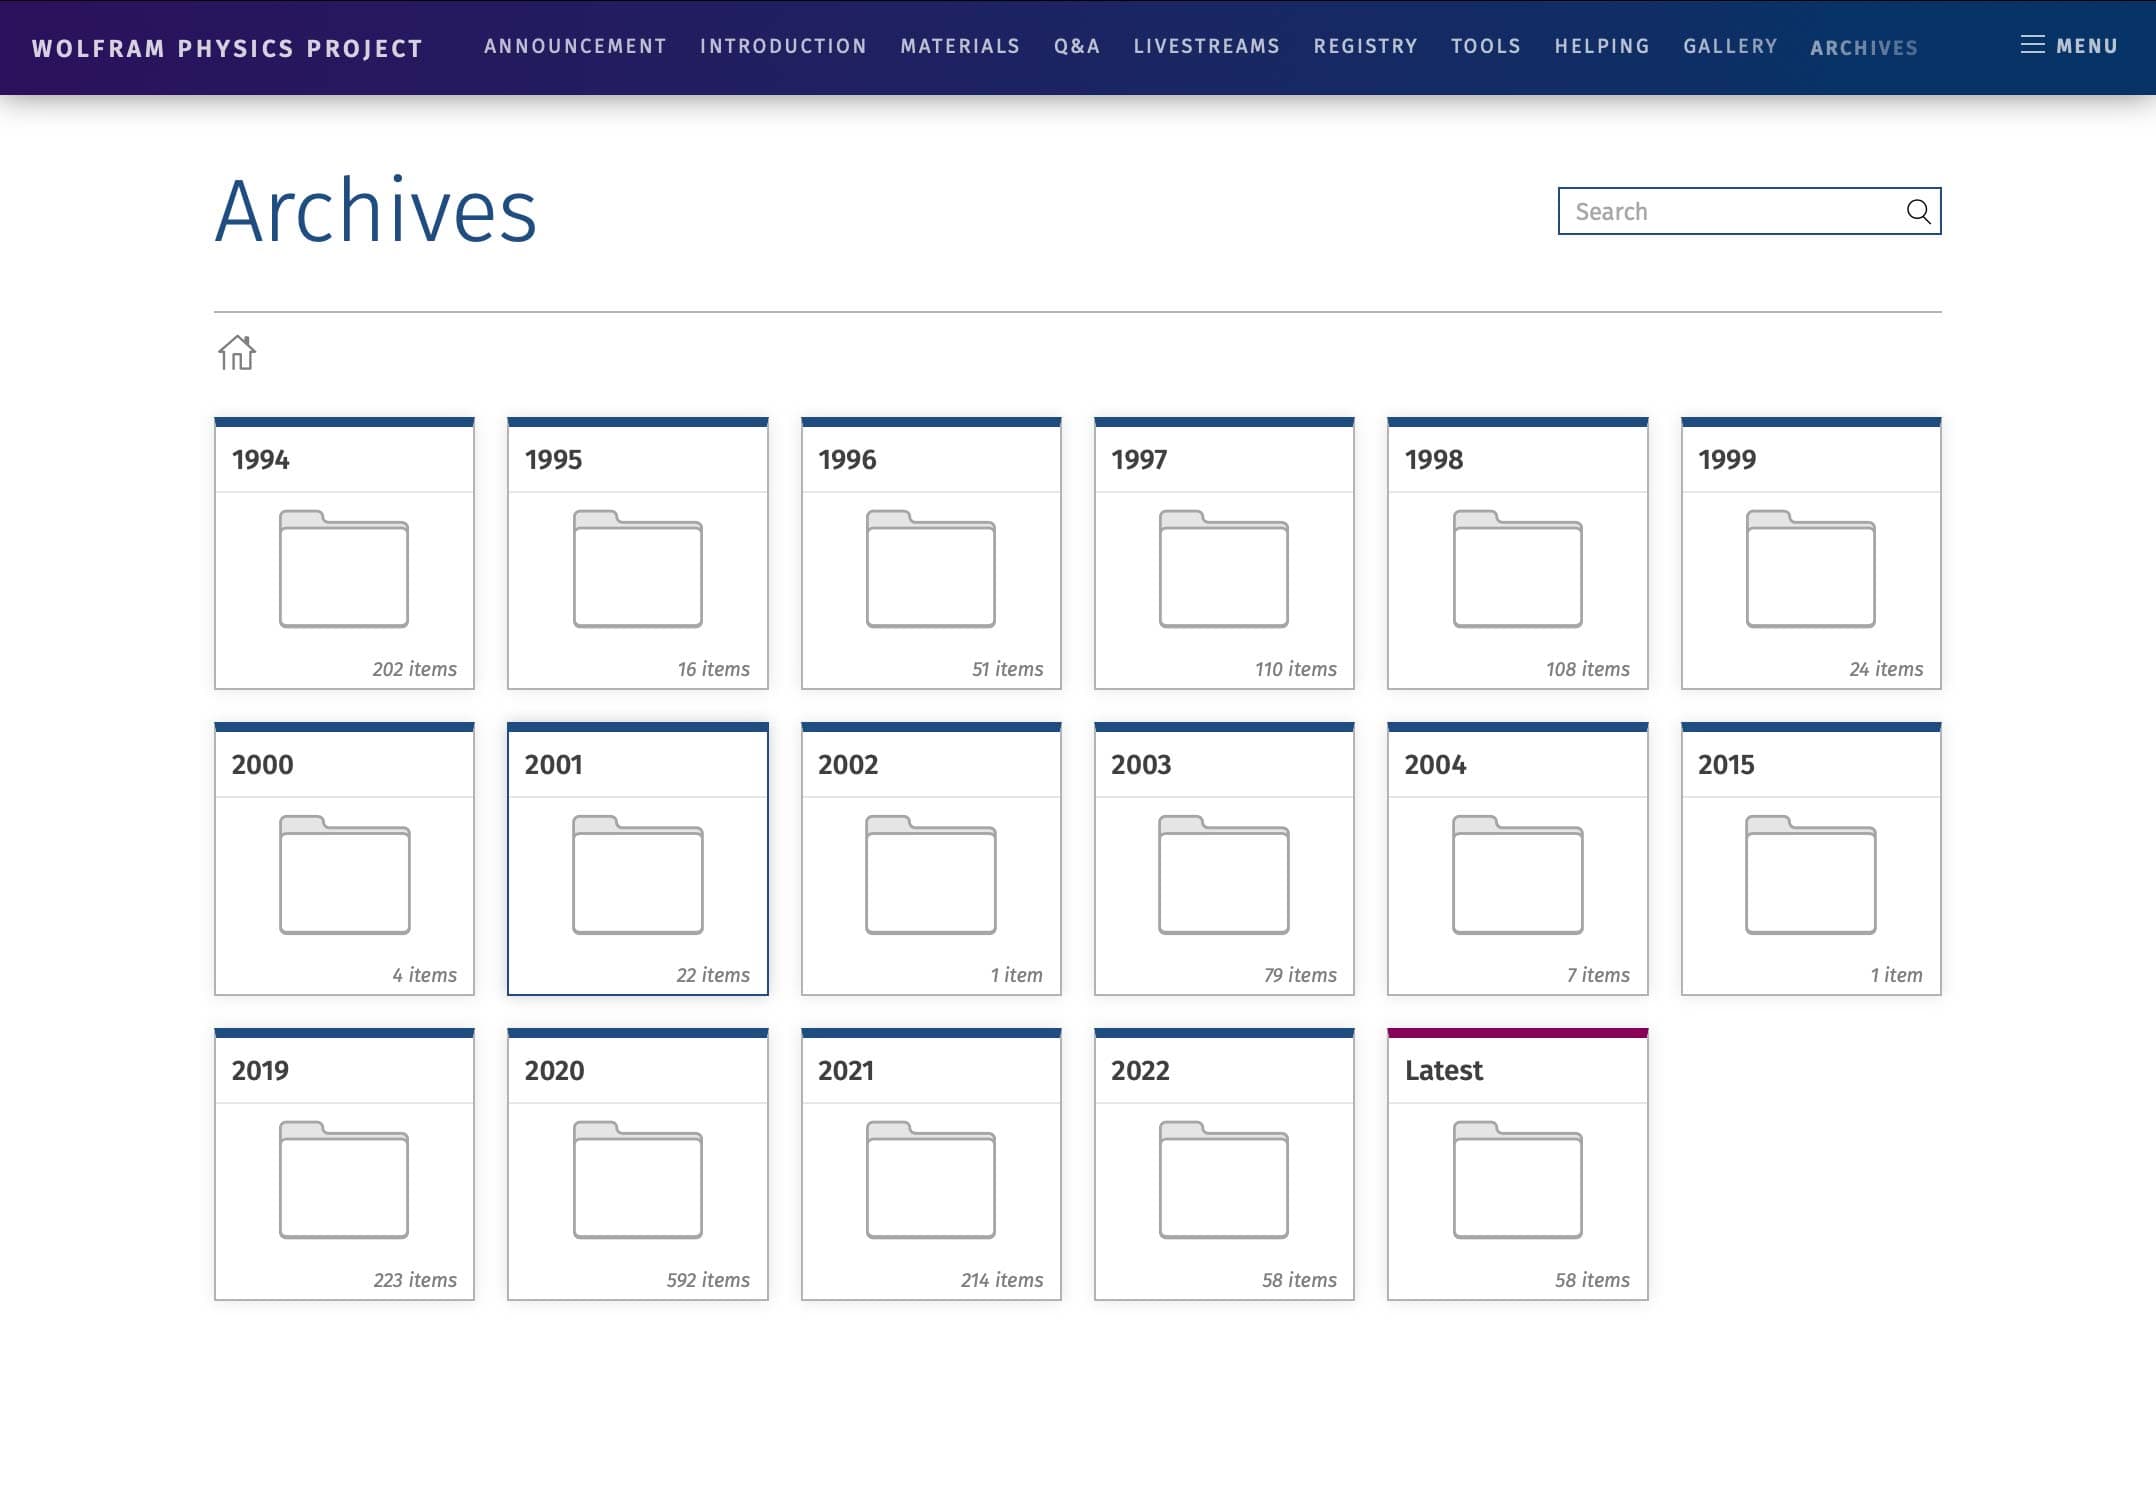 WOLFRAM PHYSICS PROJECT ANNOUNCEMENT INTRODUCTION MATERIALS Q&A LIVESTREAMS REGISTRY TOOLS HELPING GALLERY ARCHIVES MENU
Archives
Search
1994 1995 1996 1997 1998 1999
202 items 16 items 51 items 110 items 108 items 24 items
2000 2001 2002 2003 2004 2015
4 items 22 items 1 item 79 items 7 items 1 item
2019 2020 2021 2022 Latest
223 items 592 items 214 items 58 items 58 items